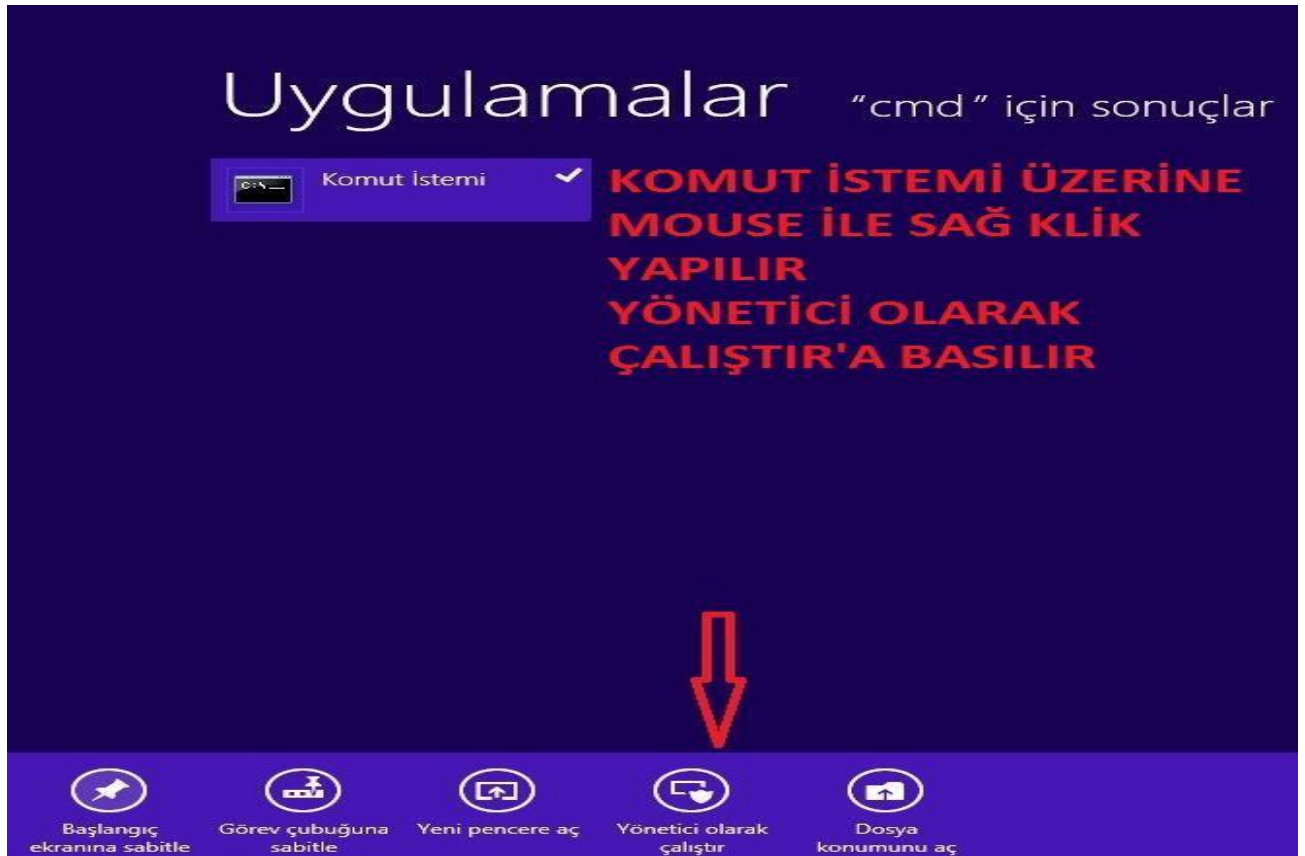 Uygulamalar "cmd" için sonuçlar
C:\_
Komut İstemi
KOMUT İSTEMİ ÜZERİNE
MOUSE İLE SAĞ KLİK
YAPILIR
YÖNETİCİ OLARAK
ÇALIŞTIR'A BASILIR
Başlangıç
ekranına sabitle
Görev çubuğuna
sabitle
Yeni pencere aç
Yönetici olarak
çalıştır
Dosya
konumunu aç